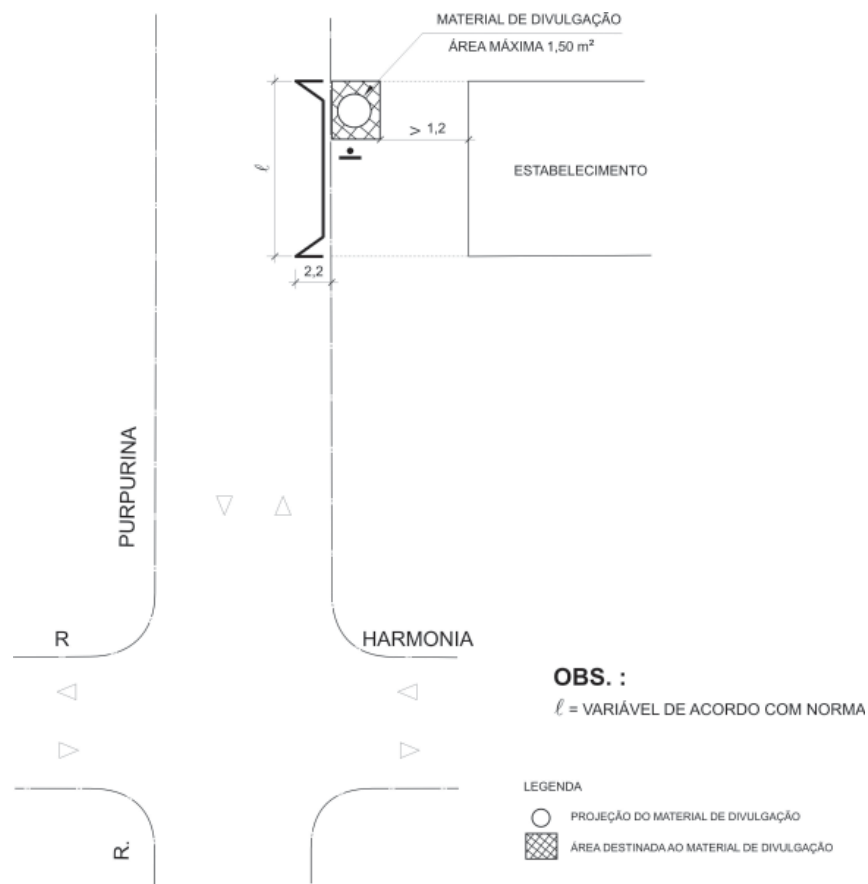 MATERIAL DE DIVULGAÇÃO
ÁREA MÁXIMA 1,50 m²
> 1,2
ℓ
ESTABELECIMENTO
2,2
PURPURINA
R
HARMONIA
OBS. :
ℓ = VARIÁVEL DE ACORDO COM NORMA
LEGENDA
PROJEÇÃO DO MATERIAL DE DIVULGAÇÃO
ÁREA DESTINADA AO MATERIAL DE DIVULGAÇÃO
R.